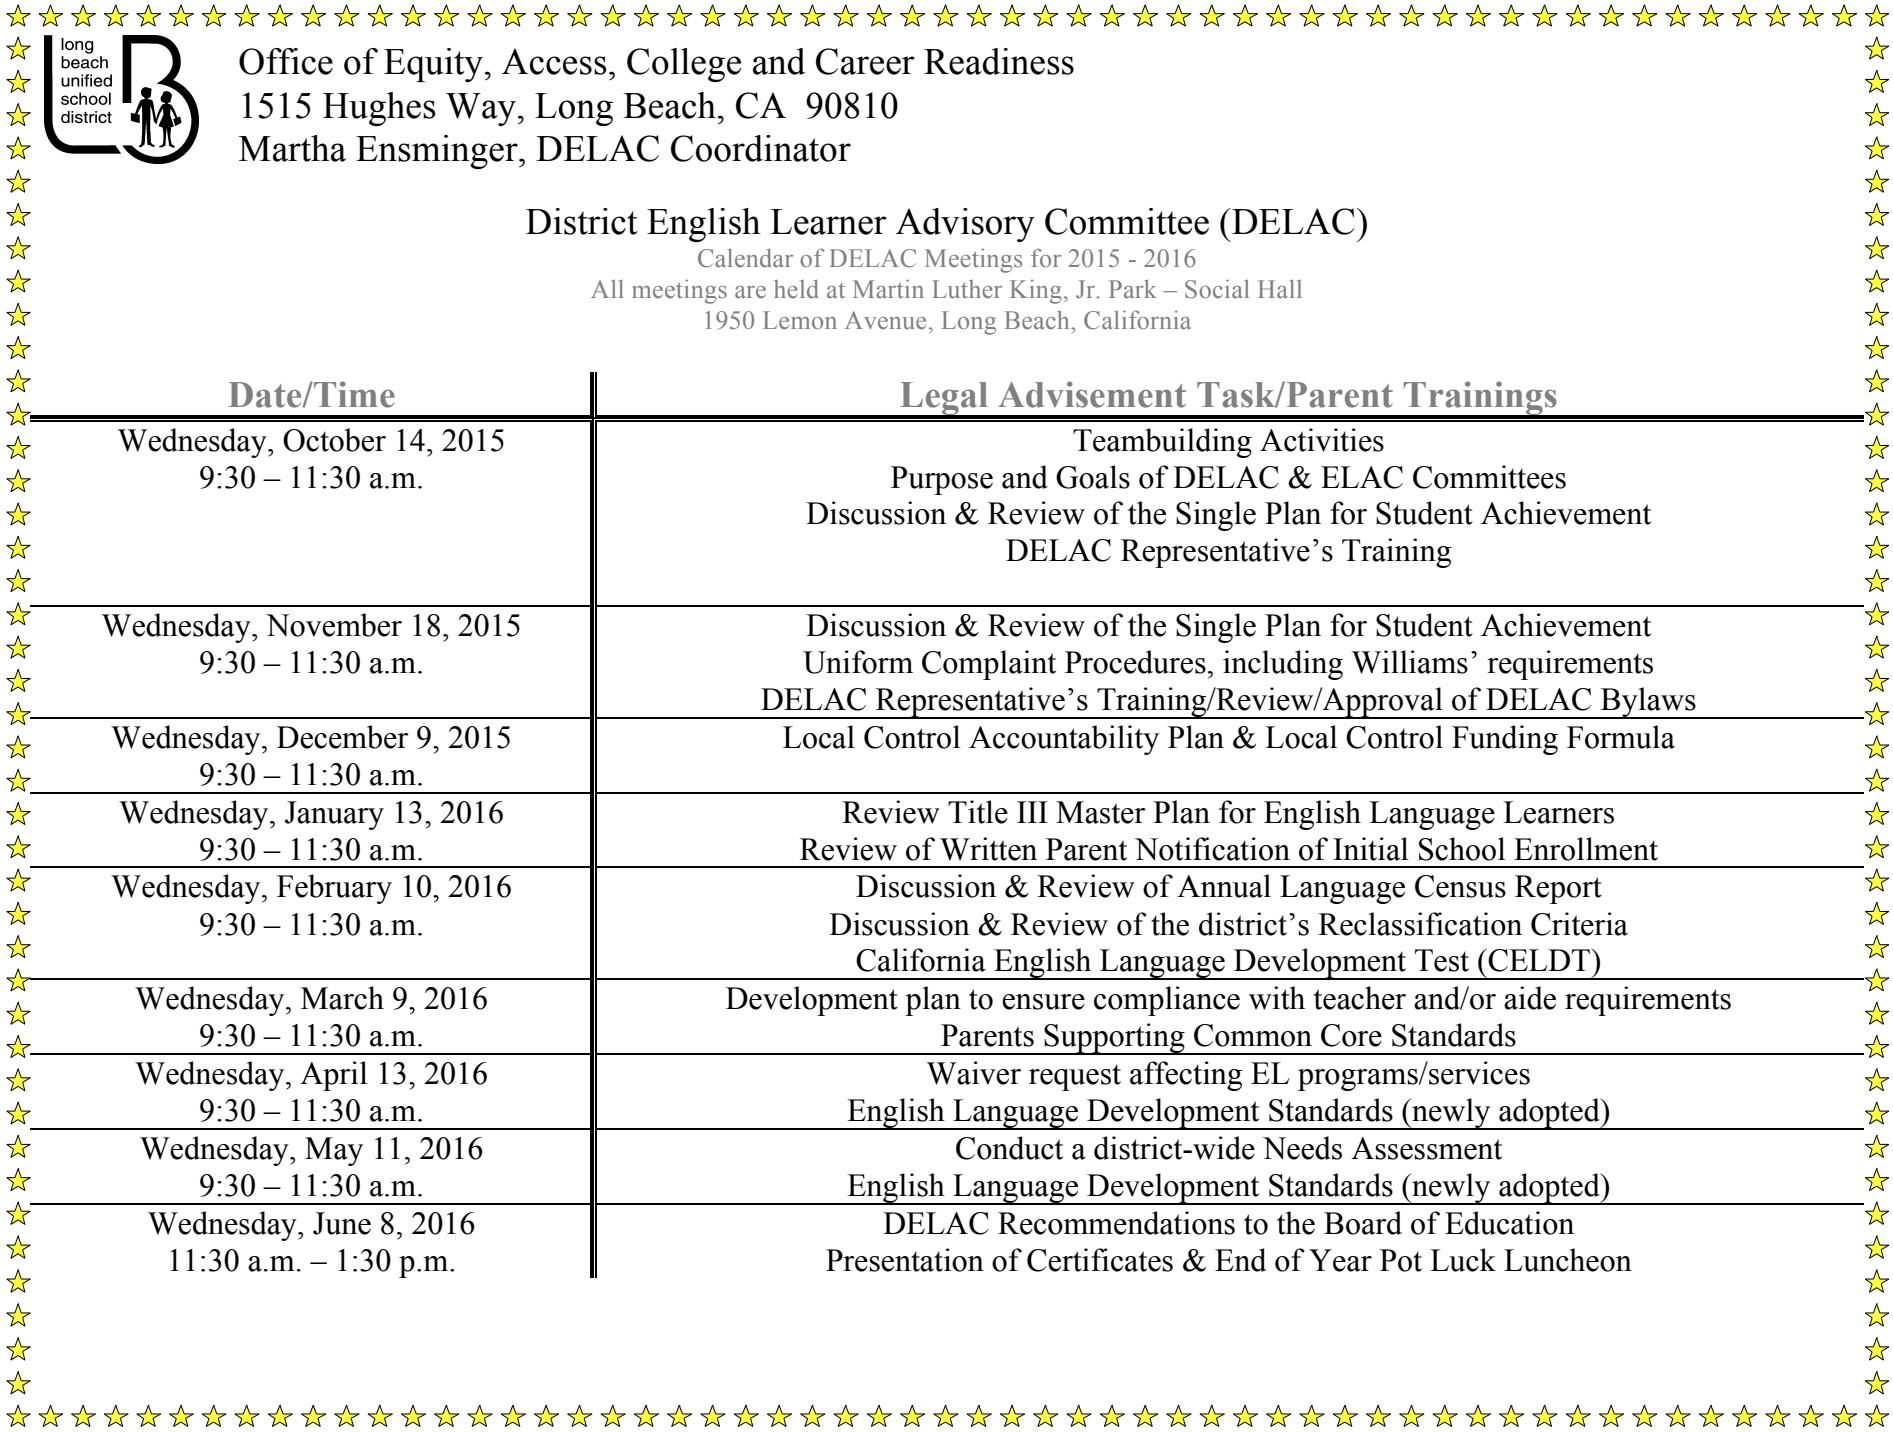 long
beach
unified
school
district
Office of Equity, Access, College and Career Readiness
1515 Hughes Way, Long Beach, CA  90810
Martha Ensminger, DELAC Coordinator
District English Learner Advisory Committee (DELAC)
Calendar of DELAC Meetings for 2015 - 2016
All meetings are held at Martin Luther King, Jr. Park – Social Hall
1950 Lemon Avenue, Long Beach, California
Date/Time
Legal Advisement Task/Parent Trainings
Wednesday, October 14, 2015
9:30 – 11:30 a.m.
Teambuilding Activities
Purpose and Goals of DELAC & ELAC Committees
Discussion & Review of the Single Plan for Student Achievement
DELAC Representative’s Training
Wednesday, November 18, 2015
9:30 – 11:30 a.m.
Discussion & Review of the Single Plan for Student Achievement
Uniform Complaint Procedures, including Williams’ requirements
DELAC Representative’s Training/Review/Approval of DELAC Bylaws
Wednesday, December 9, 2015
9:30 – 11:30 a.m.
Local Control Accountability Plan & Local Control Funding Formula
Wednesday, January 13, 2016
9:30 – 11:30 a.m.
Review Title III Master Plan for English Language Learners
Review of Written Parent Notification of Initial School Enrollment
Wednesday, February 10, 2016
9:30 – 11:30 a.m.
Discussion & Review of Annual Language Census Report
Discussion & Review of the district’s Reclassification Criteria
California English Language Development Test (CELDT)
Wednesday, March 9, 2016
9:30 – 11:30 a.m.
Development plan to ensure compliance with teacher and/or aide requirements
Parents Supporting Common Core Standards
Wednesday, April 13, 2016
9:30 – 11:30 a.m.
Waiver request affecting EL programs/services
English Language Development Standards (newly adopted)
Wednesday, May 11, 2016
9:30 – 11:30 a.m.
Conduct a district-wide Needs Assessment
English Language Development Standards (newly adopted)
Wednesday, June 8, 2016
11:30 a.m. – 1:30 p.m.
DELAC Recommendations to the Board of Education
Presentation of Certificates & End of Year Pot Luck Luncheon